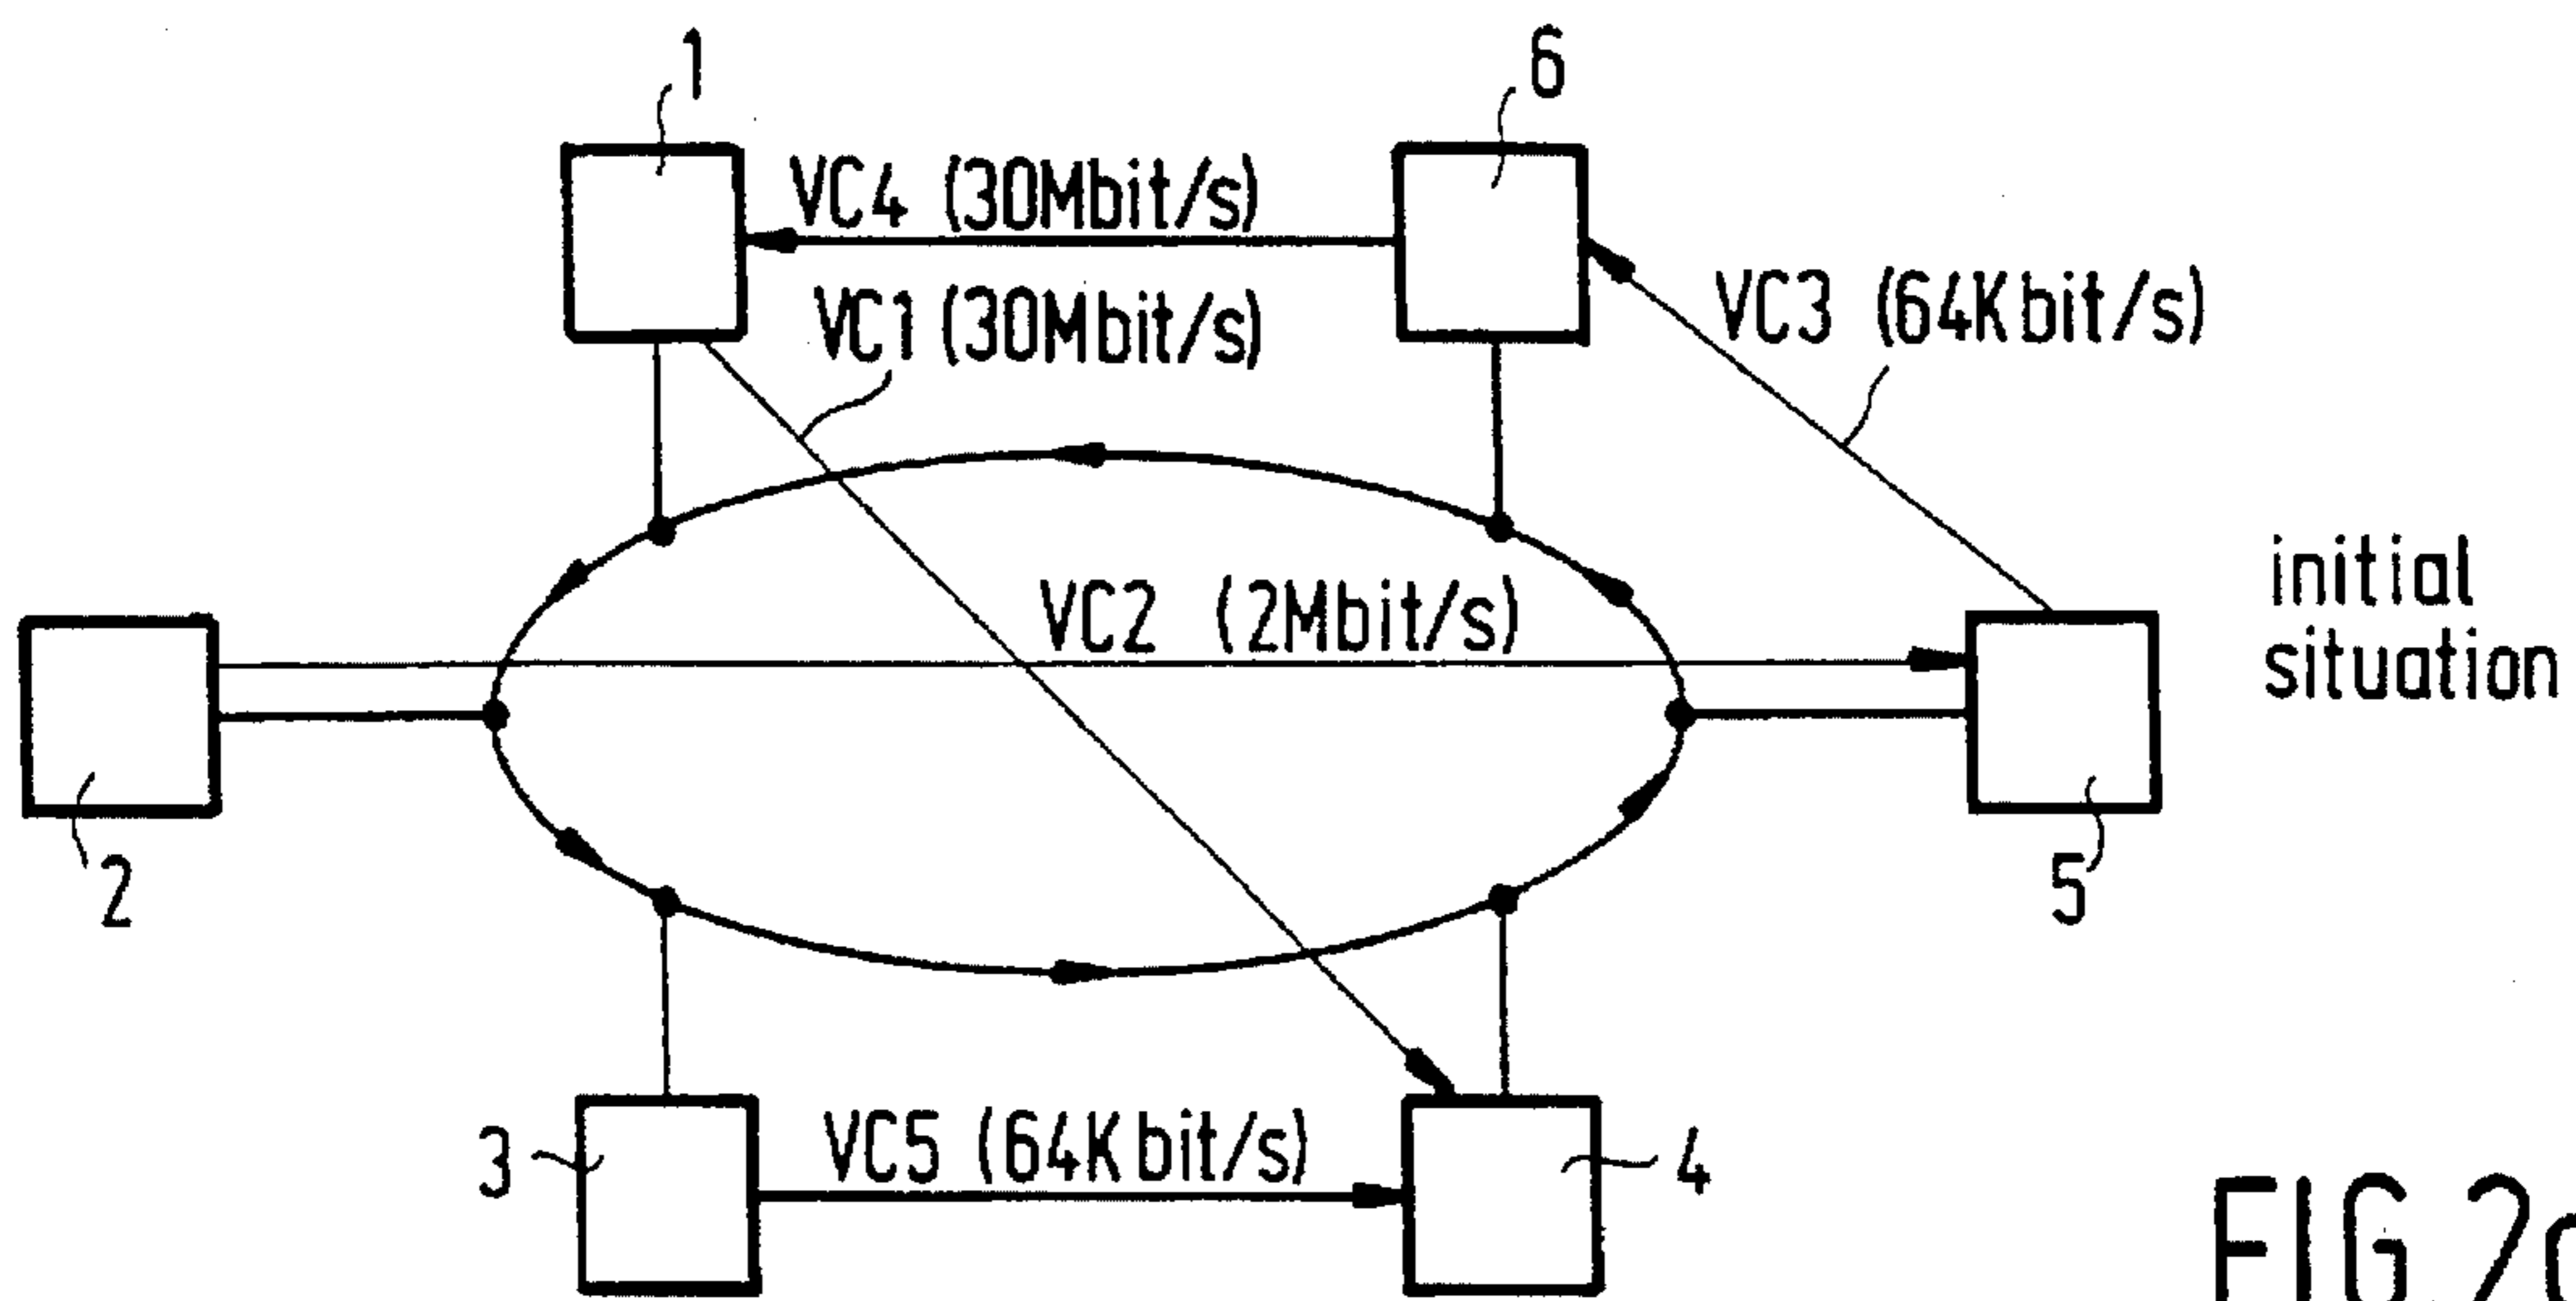 1
6
VC4 (30Mbit/s)
VC1 (30Mbit/s)
VC3 (64Kbit/s)
initial
situation
VC2 (2Mbit/s)
2
5
3
VC5 (64Kbit/s)
4
FIG. 2